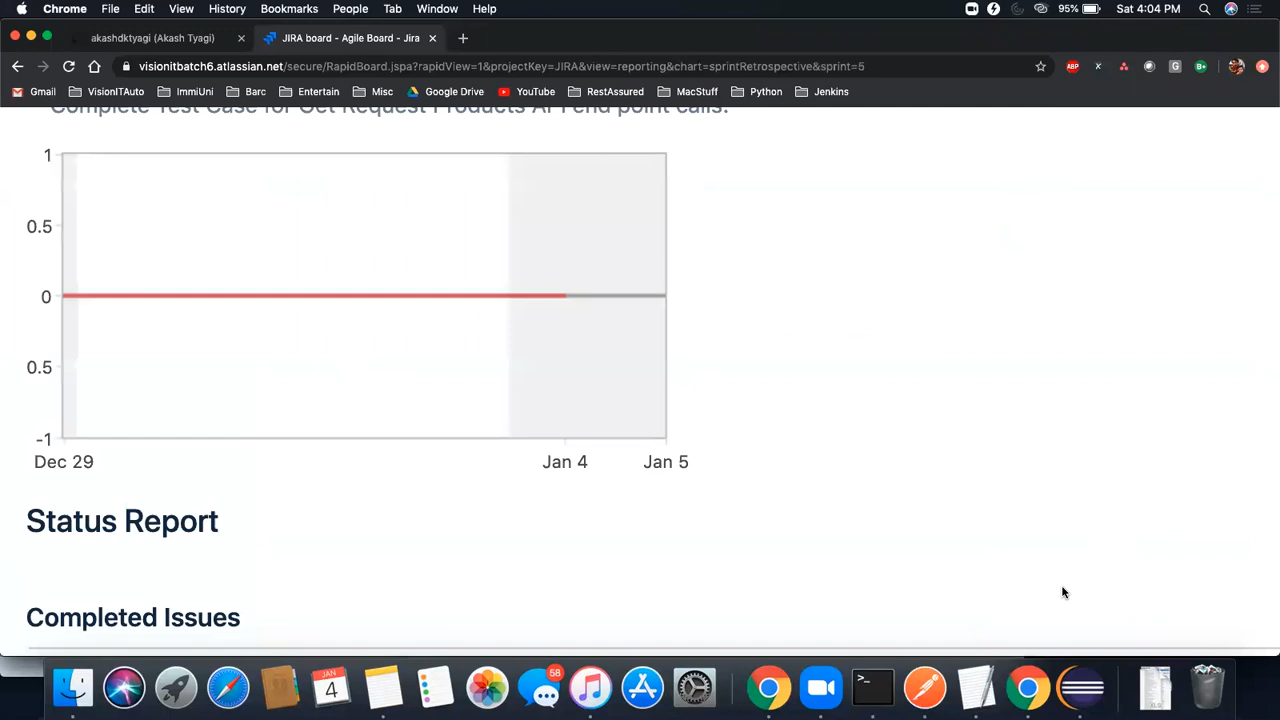 Chrome File Edit View History Bookmarks People Tab Window Help 95% Sat 4:04 PM
akashdktyagi (Akash Tyagi) JIRA board - Agile Board - Jira
visionitbatch6.atlassian.net/secure/RapidBoard.jspa?rapidView=1&projectKey=JIRA&view=reporting&chart=sprintRetrospective&sprint=5
Gmail VisionITAuto ImmiUni Barc Entertain Misc Google Drive YouTube RestAssured MacStuff Python Jenkins
Complete Test Case for Get Request Products API end point calls.
1
0.5
0
0.5
-1
Dec 29 Jan 4 Jan 5
Status Report
Completed Issues
JAN
4
58